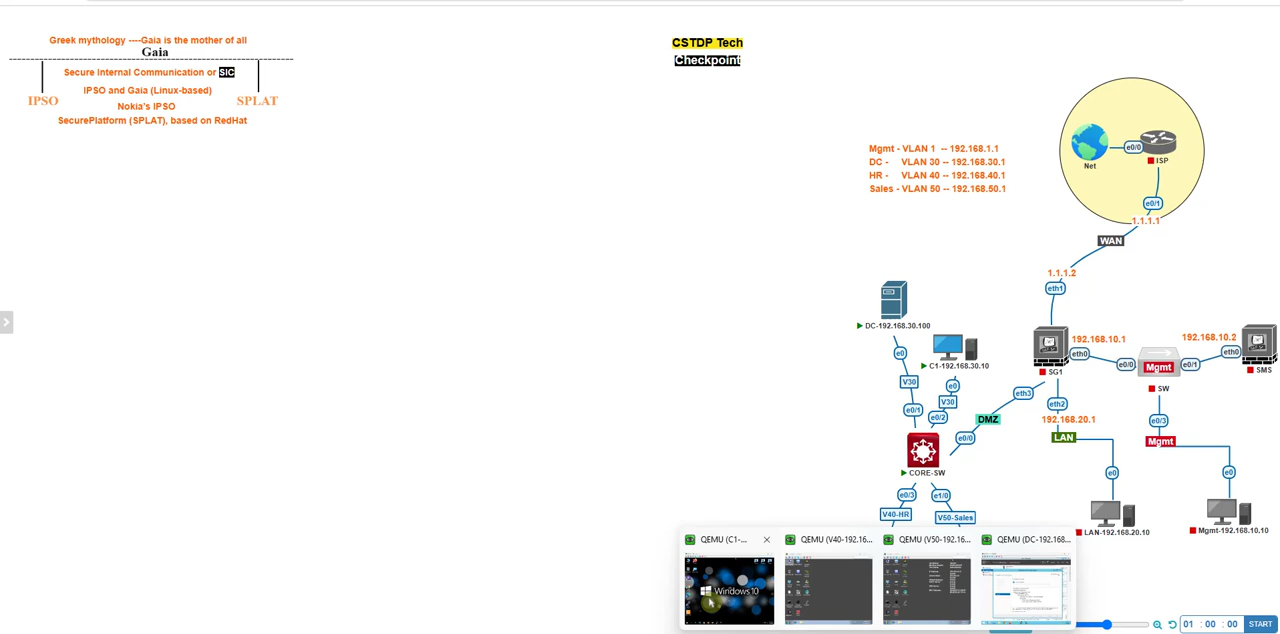 Greek mythology ----Gaia is the mother of all
Gaia
Secure Internal Communication or SIC
IPSO and Gaia (Linux-based)
IPSO
SPLAT
Nokia's IPSO
SecurePlatform (SPLAT), based on RedHat
CSTDP Tech
Checkpoint
Mgmt - VLAN 1 -- 192.168.1.1
DC - VLAN 30 -- 192.168.30.1
HR - VLAN 40 -- 192.168.40.1
Sales - VLAN 50 -- 192.168.50.1
Net
e0/0
ISP
e0/1
1.1.1.1
WAN
1.1.1.2
eth1
DC-192.168.30.100
192.168.10.1
192.168.10.2
e0
C1-192.168.30.10
eth0
e0/0
Mgmt
e0/1
eth0
SG1
SMS
V30
e0
SW
eth3
V30
eth2
e0/1
e0/2
DMZ
192.168.20.1
e0/3
e0/0
LAN
Mgmt
CORE-SW
e0
e0
e0/3
e1/0
V40-HR
V50-Sales
LAN-192.168.20.10
Mgmt-192.168.10.10
QEMU (C1-...
QEMU (V40-192.16...
QEMU (V50-192.16...
QEMU (DC-192.168...
Windows 10
01 : 00 : 00
START